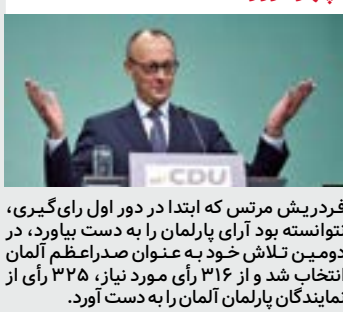 CDU
فردریش مرتس که ابتدا در دور اول رای‌گیری،
نتوانسته بود آرای پارلمان را به دست بیاورد، در
دومین تلاش خود به عنوان صدراعظم آلمان
انتخاب شد و از ۳۱۶ رأی مورد نیاز، ۳۲۵ رأی از
نمایندگان پارلمان آلمان را به دست آورد.